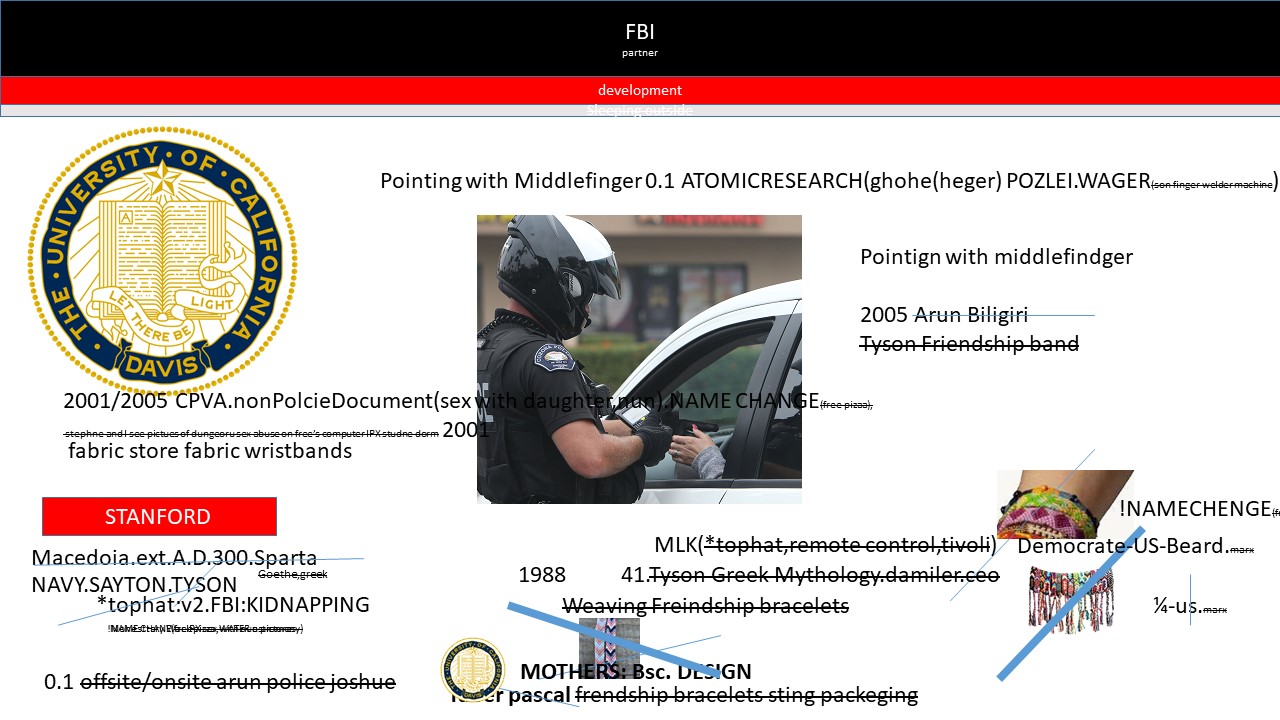 FBI
partner
development
sleeping outside
THE · UNIVERSITY · OF · CALIFORNIA
A
LET THERE BE LIGHT
DAVIS
Pointing with Middlefinger 0.1 ATOMICRESEARCH(ghohe(heger) POZLEI.WAGER(son finger welder machine)
Pointign with middlefindger
2005 Arun Biligiri
Tyson Friendship band
2001/2005 CPVA.nonPolcieDocument(sex with daughter,nun).NAME CHANGE(free pizaa),
stephne and I see pictues of dungeoru sex abuse on free's computer IPX studne dorm 2001
fabric store fabric wristbands
STANFORD
Macedoia.ext.A.D.300.Sparta
Goethe,greek
NAVY.SAYTON.TYSON
*tophat:v2.FBI:KIDNAPPING
!NAMECHENGE
MLK(*tophat,remote control,tivoli)
Democrate-US-Beard.marx
1988 41.Tyson Greek Mythology.damiler.ceo
Weaving Freindship bracelets
¼-us.marx
0.1 offsite/onsite arun police joshue
MOTHERS: Bsc. DESIGN
pascal frendship bracelets sting packeging